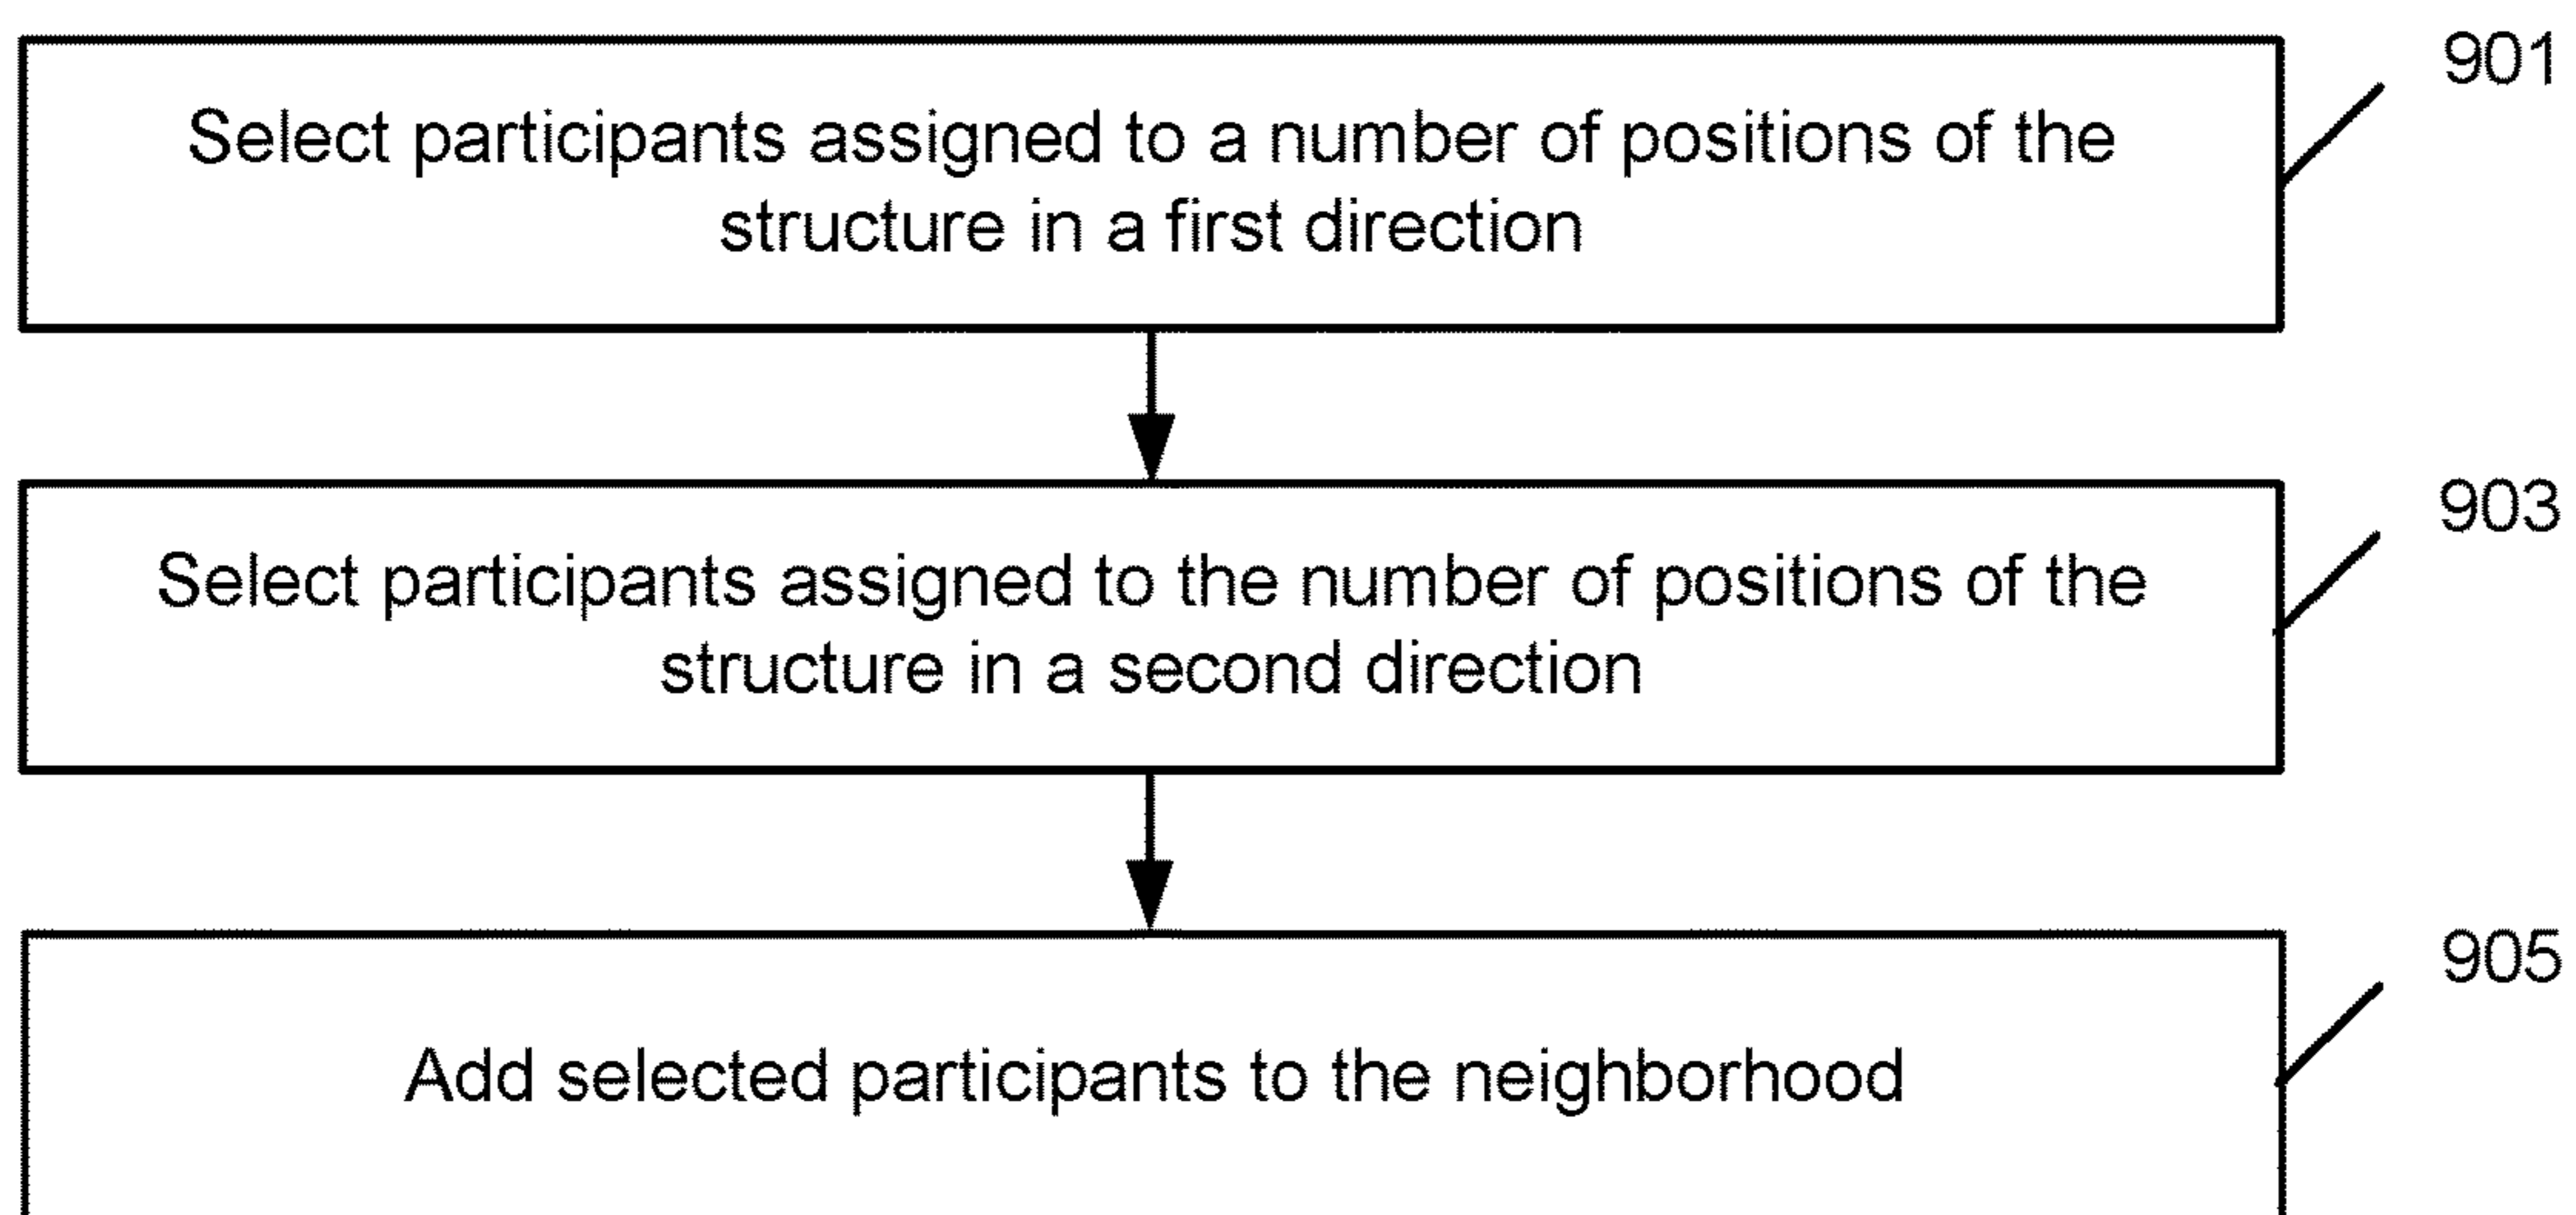 901
Select participants assigned to a number of positions of the
structure in a first direction
903
Select participants assigned to the number of positions of the
structure in a second direction
905
Add selected participants to the neighborhood